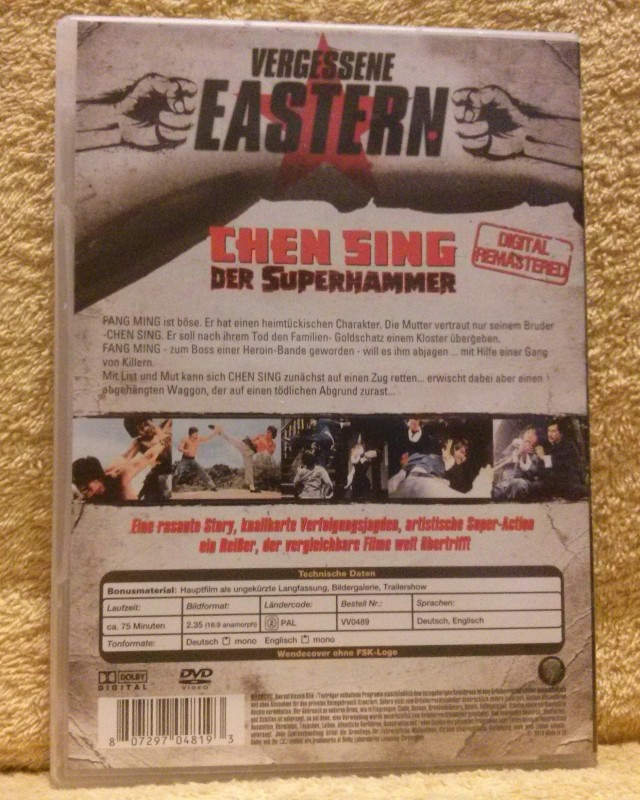 VERGESSENE
EASTERN
CHEN SING
DER SUPERHAMMER
DIGITAL
REMASTERED
FANG MING ist böse. Er hat einen heimtückischen Charakter. Die Mutter vertraut nur seinem Bruder
-CHEN SING. Er soll nach ihrem Tod den Familien- Goldschatz einem Kloster übergeben.
FANG MING - zum Boss einer Heroin-Bande geworden - will es ihm abjagen ... mit Hilfe einer Gang
von Killern.
Mit List und Mut kann sich CHEN SING zunächst auf einen Zug retten... erwischt dabei aber einen
abgehängten Waggon, der auf einen tödlichen Abgrund zurast...
Eine rasante Story, knallharte Verfolgungsjagden, artistische Super-Action
ein Reißer, der vergleichbare Filme weit übertrifft
Technische Daten
Bonusmaterial: Hauptfilm als ungekürzte Langfassung, Bildergalerie, Trailershow
Laufzeit: Bildformat: Ländercode: Bestell Nr.: Sprachen:
ca. 75 Minuten 2.35 (16:9 anamorph) PAL VV0489 Deutsch, Englisch
Tonformate: Deutsch mono Englisch mono
Wendecover ohne FSK-Logo
DOLBY
DIGITAL
DVD
VIDEO
8 07297 04819 3